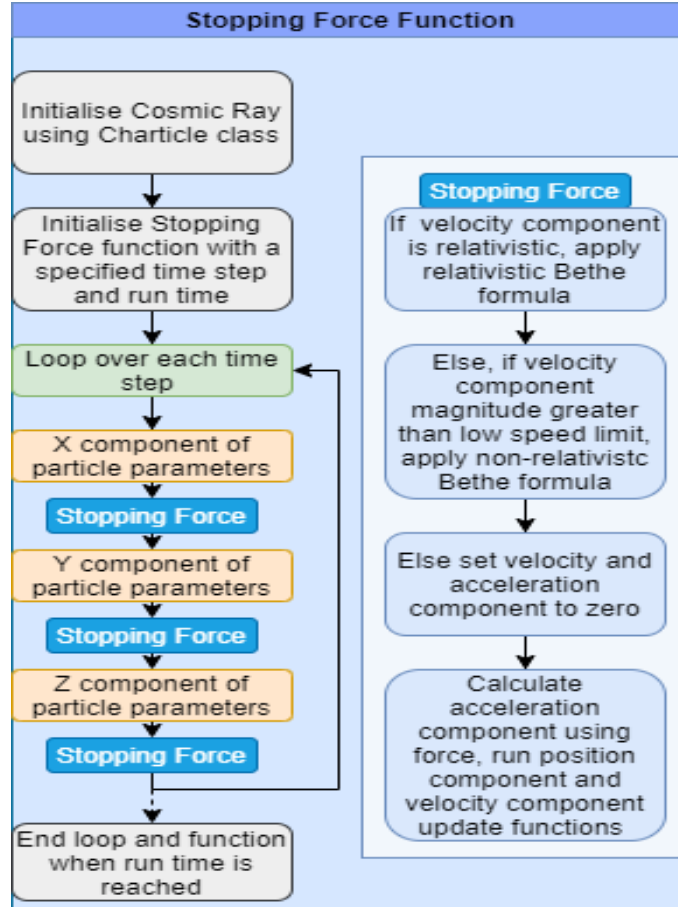 Stopping Force Function
Initialise Cosmic Ray
using Charticle class
Initialise Stopping
Force function with a
specified time step
and run time
Loop over each time
step
X component of
particle parameters
Stopping Force
Y component of
particle parameters
Stopping Force
Z component of
particle parameters
Stopping Force
End loop and function
when run time is
reached
Stopping Force
If velocity component
is relativistic, apply
relativistic Bethe
formula
Else, if velocity
component
magnitude greater
than low speed limit,
apply non-relativistc
Bethe formula
Else set velocity and
acceleration
component to zero
Calculate
acceleration
component using
force, run position
component and
velocity component
update functions